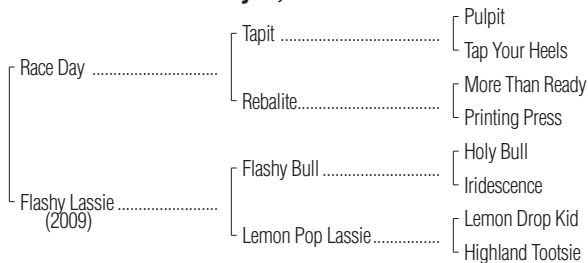 Pulpit
Tapit
Tap Your Heels
Race Day
More Than Ready
Rebalite
Printing Press
Holy Bull
Flashy Bull
Iridescence
Flashy Lassie
(2009)
Lemon Drop Kid
Lemon Pop Lassie
Highland Tootsie